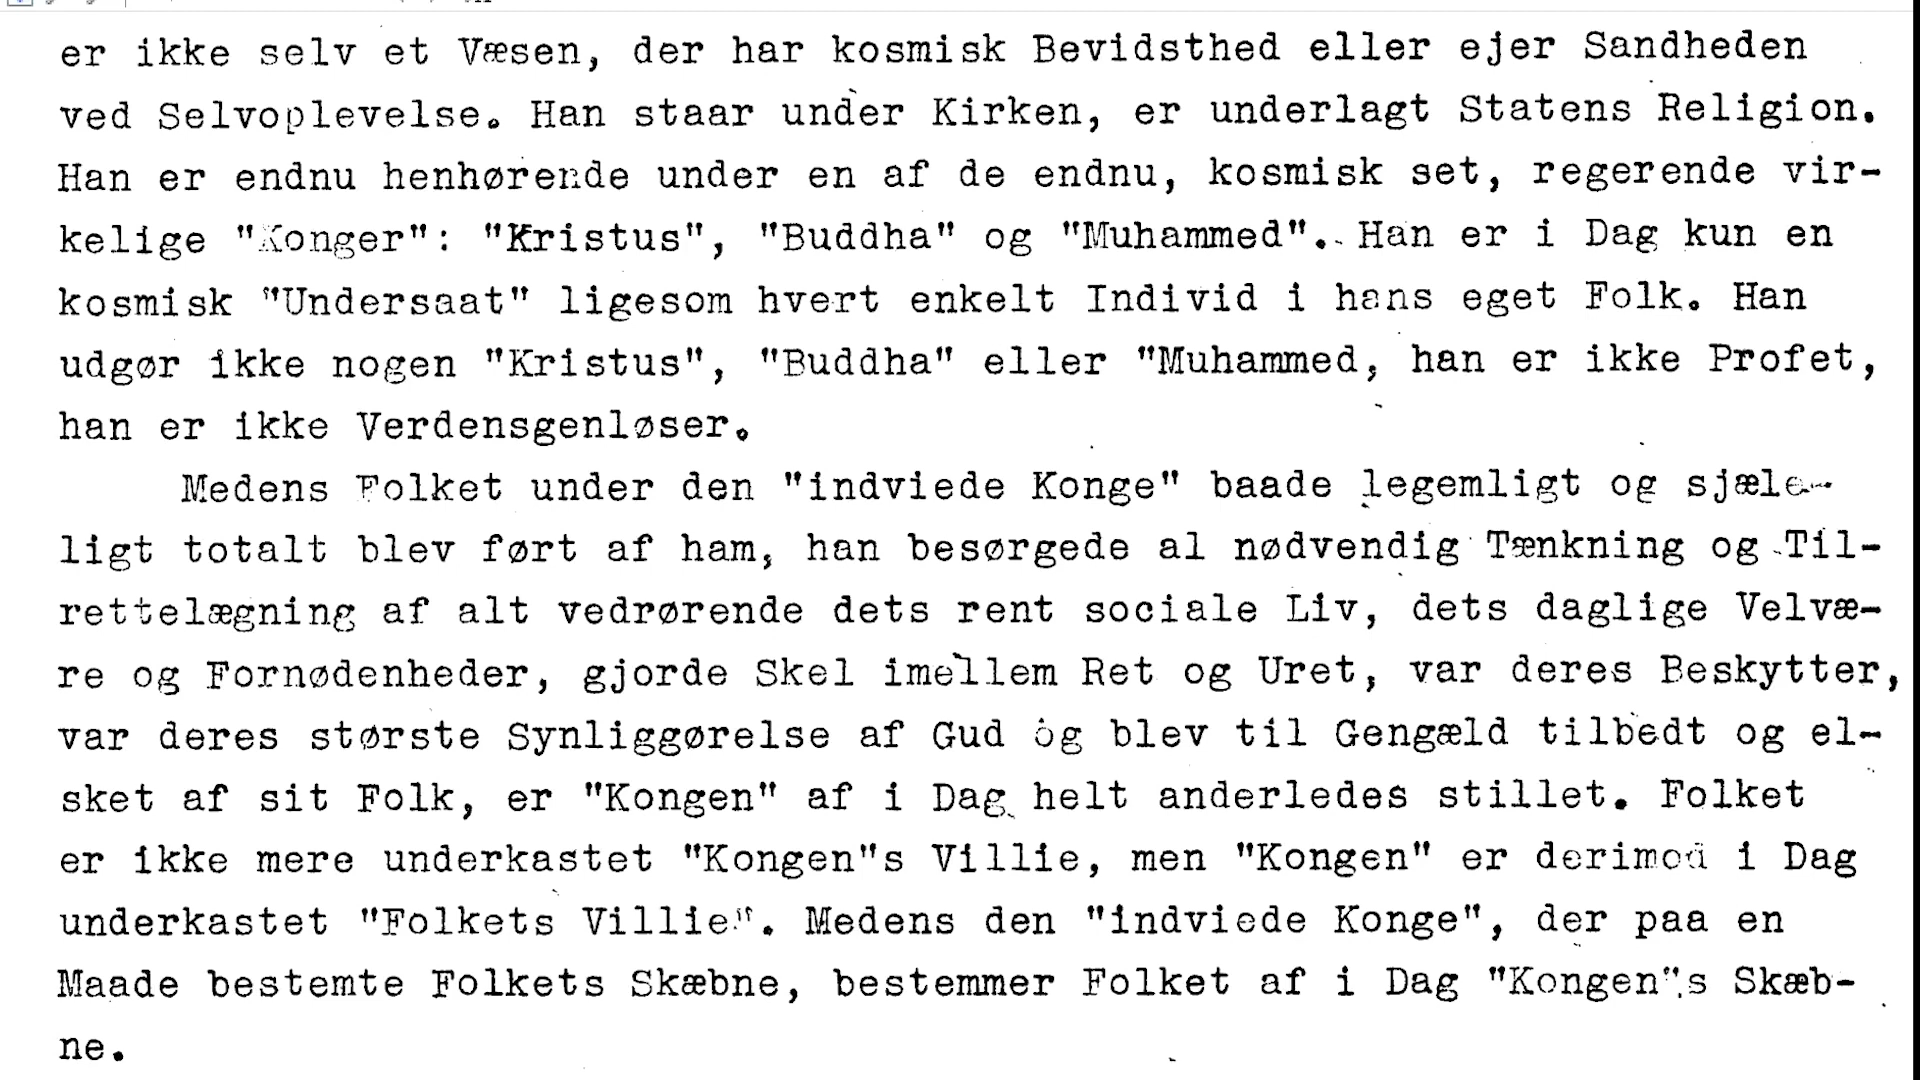 er ikke selv et Væsen, der har kosmisk Bevidsthed eller ejer Sandheden
ved Selvoplevelse. Han staar under Kirken, er underlagt Statens Religion.
Han er endnu henhørende under en af de endnu, kosmisk set, regerende vir-
kelige "Konger": "Kristus", "Buddha" og "Muhammed". Han er i Dag kun en
kosmisk "Undersaat" ligesom hvert enkelt Individ i hans eget Folk. Han
udgør ikke nogen "Kristus", "Buddha" eller "Muhammed, han er ikke Profet,
han er ikke Verdensgenløser.
Medens Folket under den "indviede Konge" baade legemligt og sjæle-
ligt totalt blev ført af ham, han besørgede al nødvendig Tænkning og Til-
rettelægning af alt vedrørende dets rent sociale Liv, dets daglige Velvæ-
re og Fornødenheder, gjorde Skel imellem Ret og Uret, var deres Beskytter,
var deres største Synliggørelse af Gud og blev til Gengæld tilbedt og el-
sket af sit Folk, er "Kongen" af i Dag helt anderledes stillet. Folket
er ikke mere underkastet "Kongen"s Villie, men "Kongen" er derimod i Dag
underkastet "Folkets Villie". Medens den "indviede Konge", der paa en
Maade bestemte Folkets Skæbne, bestemmer Folket af i Dag "Kongen"s Skæb-
ne.